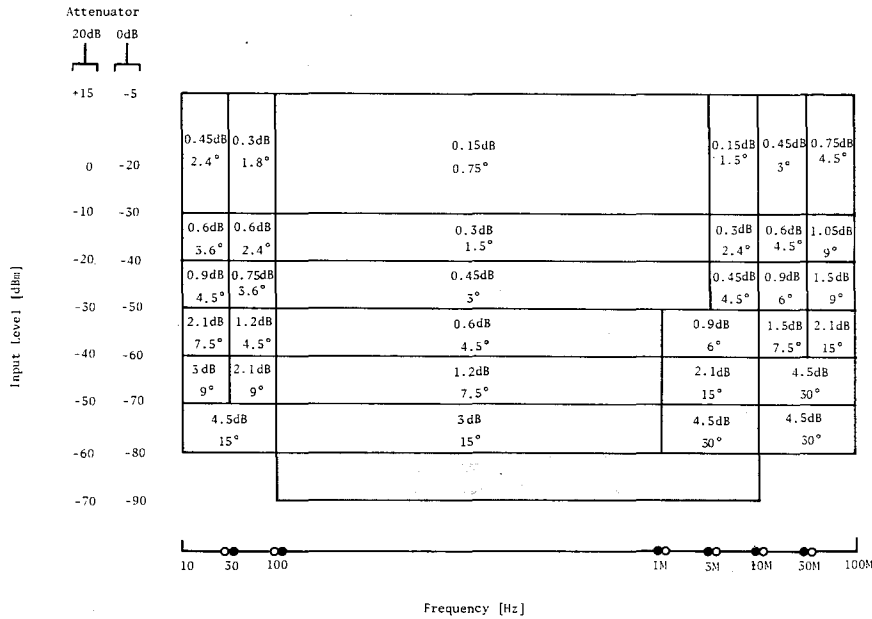 Attenuator
20dB 0dB
+15 -5
0.45dB 0.3dB 0.15dB 0.15dB 0.45dB 0.75dB
2.4° 1.8° 0.75° 1.5° 3° 4.5°
0 -20
-10 -30
0.6dB 0.6dB 0.3dB 0.3dB 0.6dB 1.05dB
3.6° 2.4° 1.5° 2.4° 4.5° 9°
-20 -40
0.9dB 0.75dB 0.45dB 0.45dB 0.9dB 1.5dB
4.5° 3.6° 3° 4.5° 6° 9°
-30 -50
2.1dB 1.2dB 0.6dB 0.9dB 1.5dB 2.1dB
7.5° 4.5° 4.5° 6° 7.5° 15°
-40 -60
3dB 2.1dB 1.2dB 2.1dB 4.5dB
9° 9° 7.5° 15° 30°
-50 -70
4.5dB 3dB 4.5dB 4.5dB
15° 15° 30° 30°
-60 -80
-70 -90
Input Level [dBm]
10 30 100 1M 3M 10M 30M 100M
Frequency [Hz]